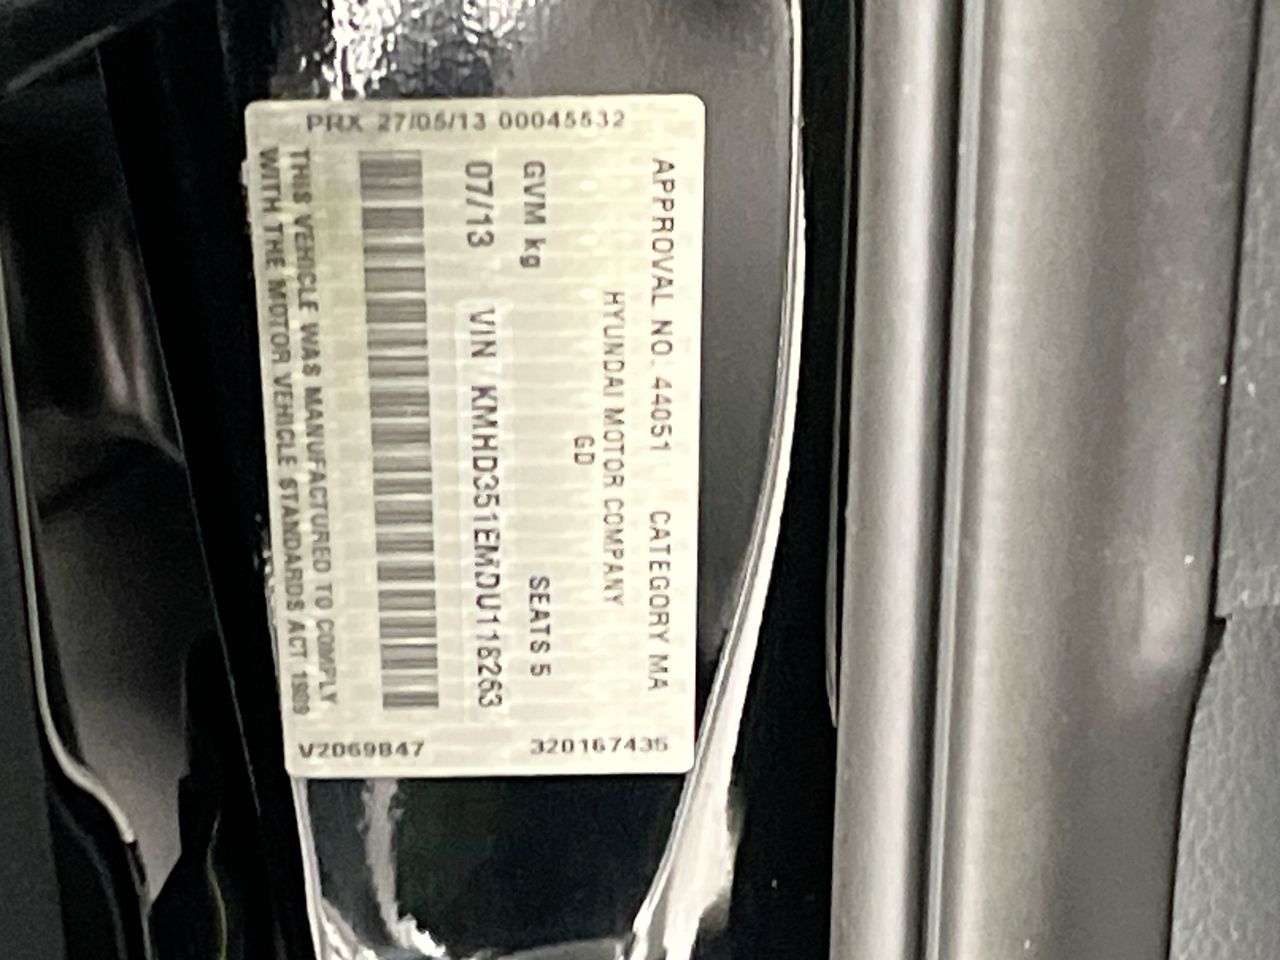 PRX 27/05/13 00045532
APPROVAL NO. 44051 CATEGORY MA
HYUNDAI MOTOR COMPANY
GD
GVM kg SEATS 5
07/13 VIN KMHD351EMDU118263
THIS VEHICLE WAS MANUFACTURED TO COMPLY
WITH THE MOTOR VEHICLE STANDARDS ACT 1989
VZ069847 320167435